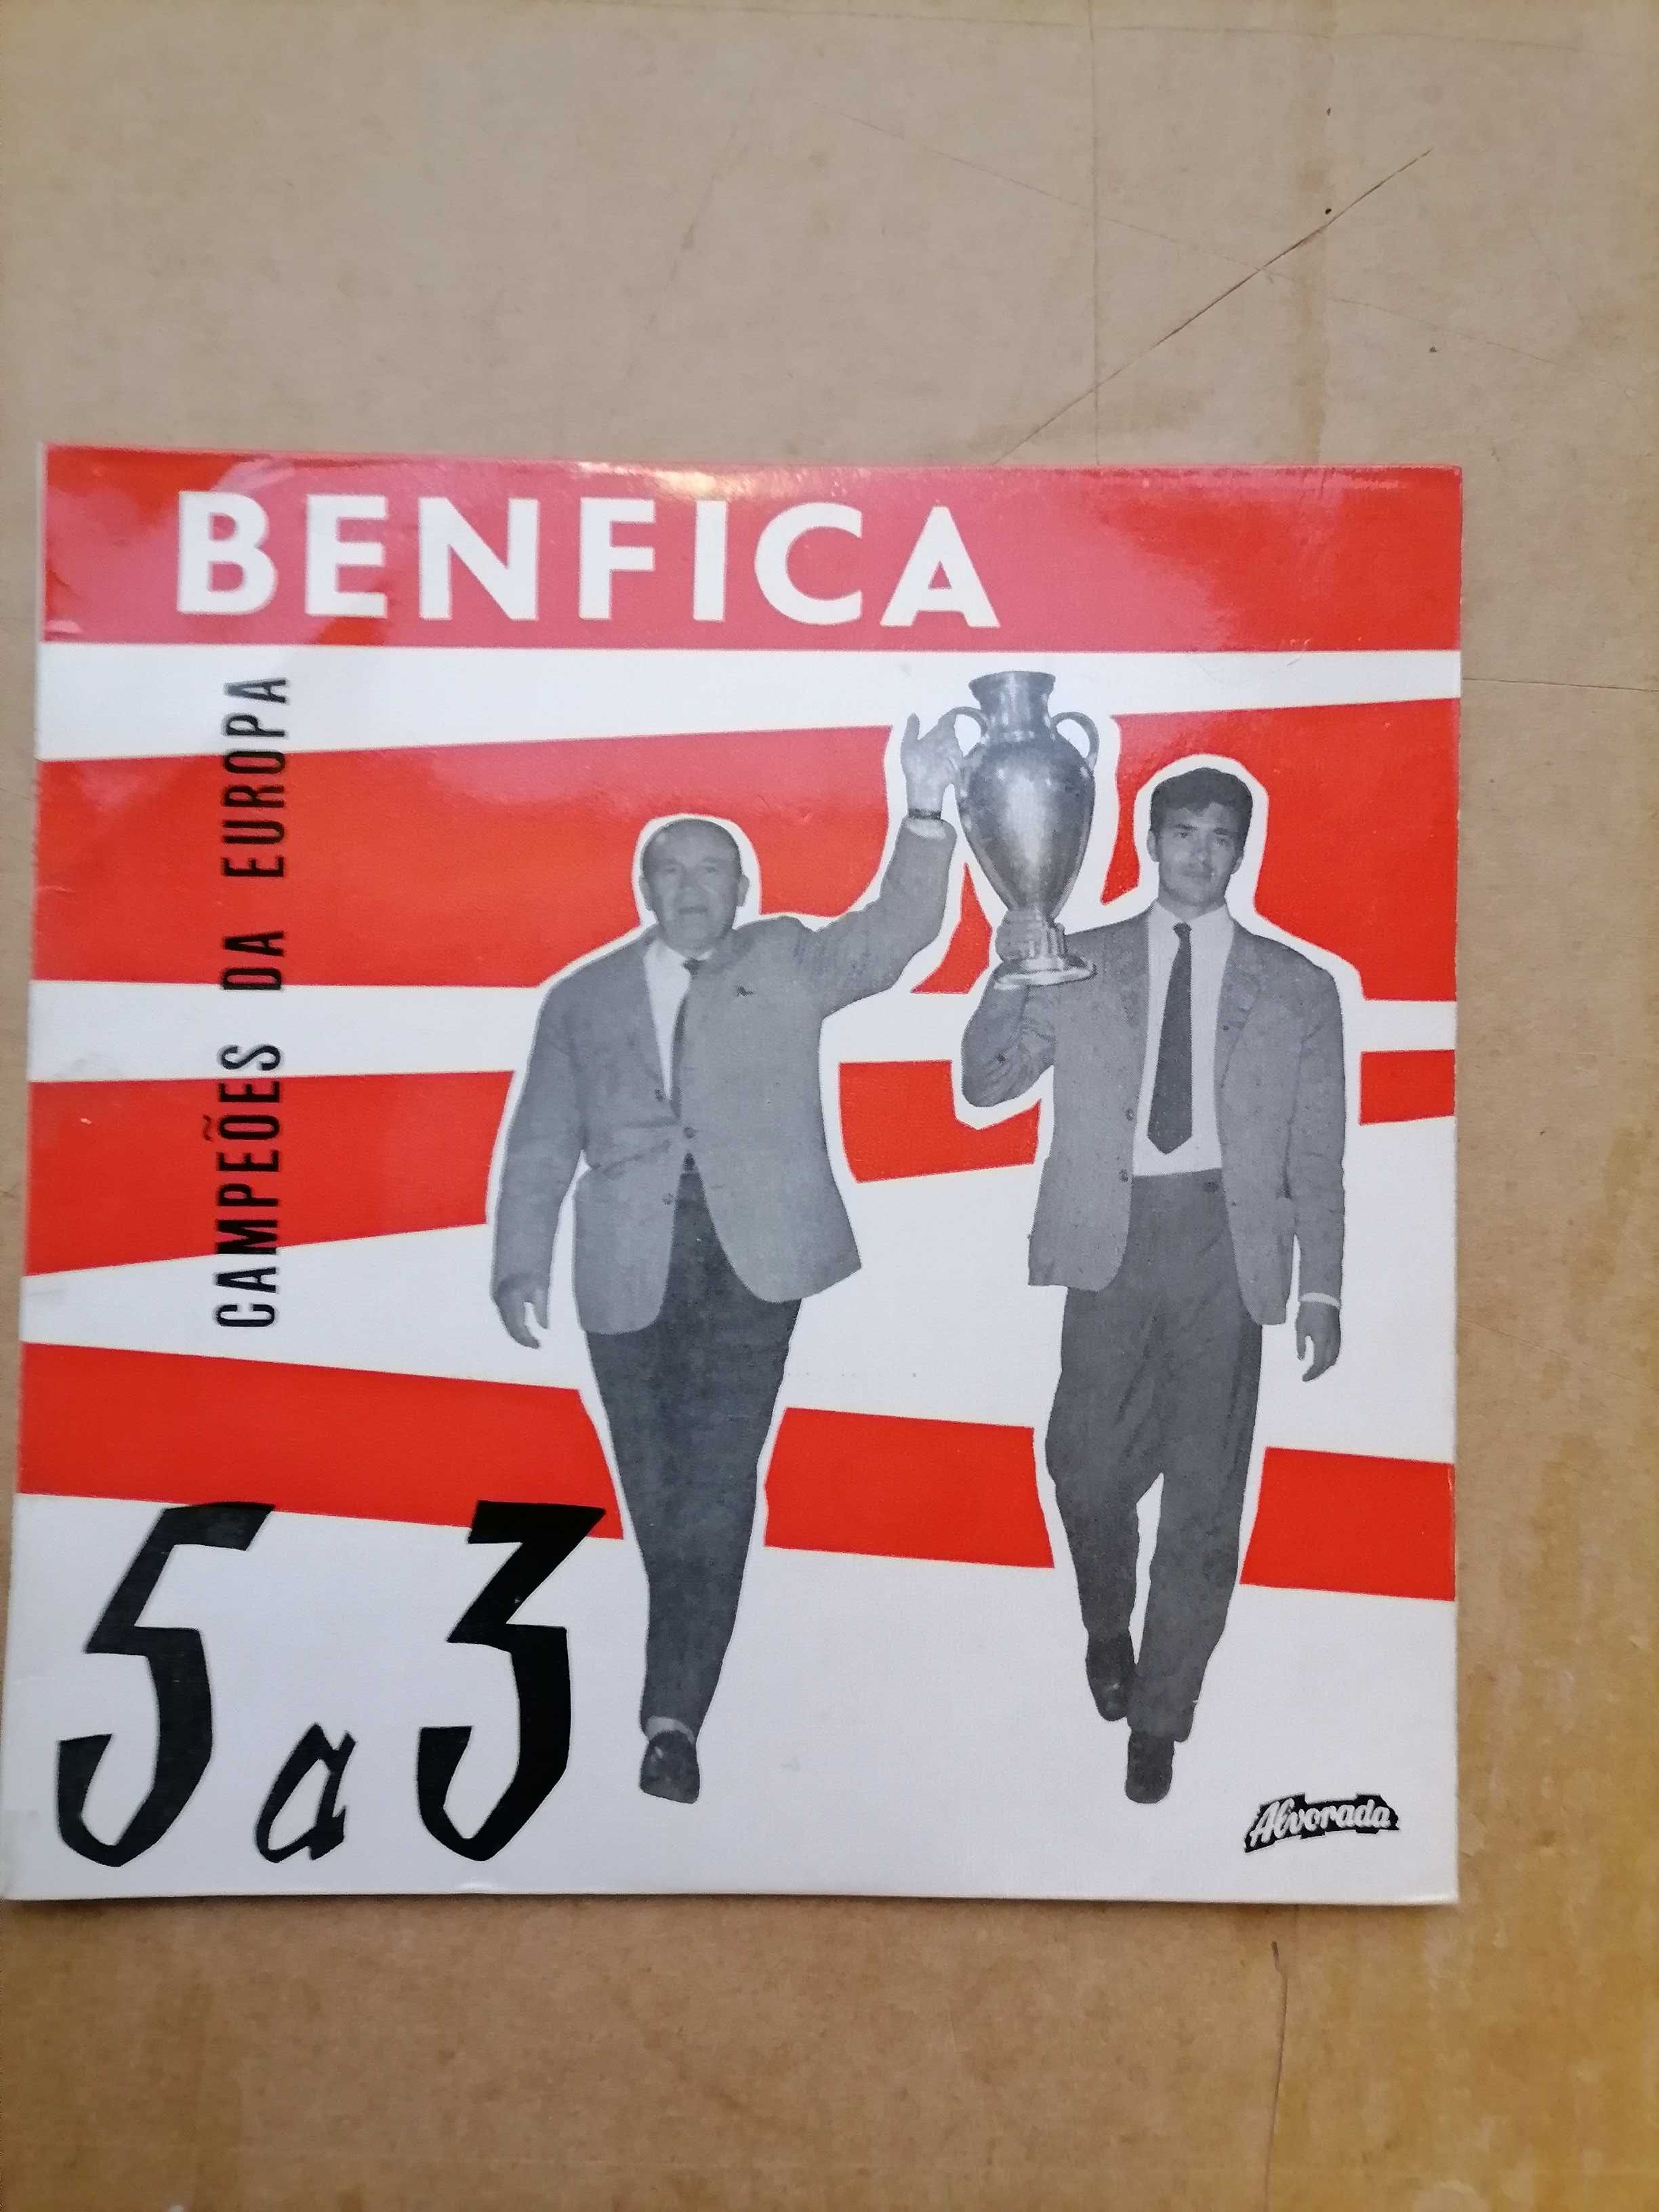 BENFICA
CAMPEÕES DA EUROPA
5 a 3
Alvorada